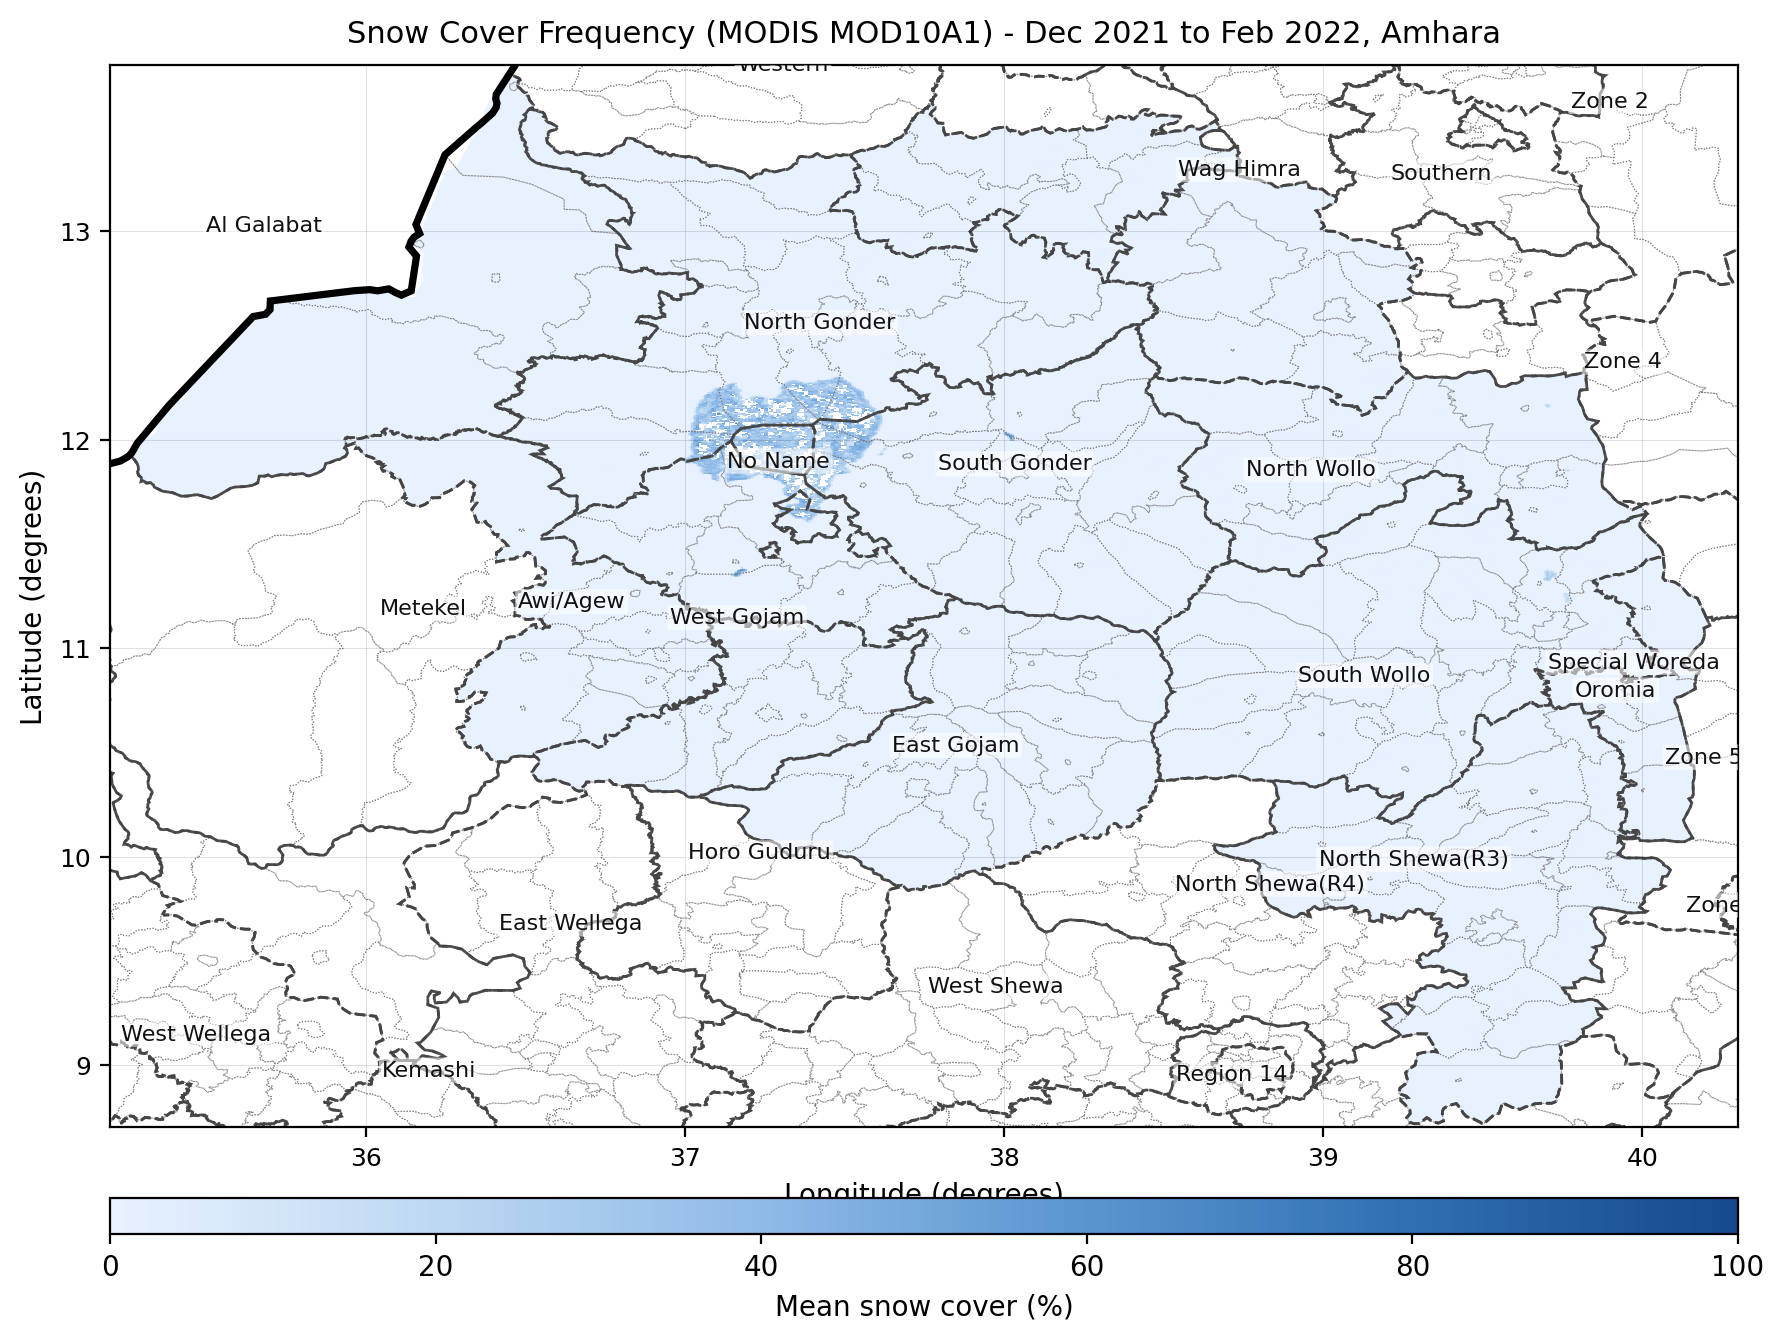 Snow Cover Frequency (MODIS MOD10A1) - Dec 2021 to Feb 2022, Amhara
Western
Zone 2
Wag Himra
Southern
Al Galabat
13
North Gonder
Zone 4
12
No Name
South Gonder
North Wollo
Latitude (degrees)
Metekel
Awi/Agew
West Gojam
11
Special Woreda
South Wollo
Oromia
East Gojam
Zone 5
10
Horo Guduru
North Shewa(R3)
North Shewa(R4)
Zone
East Wellega
West Shewa
West Wellega
9
Kemashi
Region 14
36
37
38
39
40
Longitude (degrees)
0
20
40
60
80
100
Mean snow cover (%)